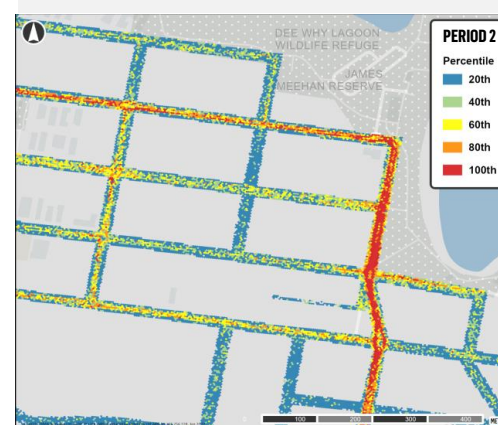 DEE WHY LAGOON
WILDLIFE REFUGE
JAMES
MEEHAN RESERVE
PERIOD 2
Percentile
20th
40th
60th
80th
100th
0 100 200 300 400